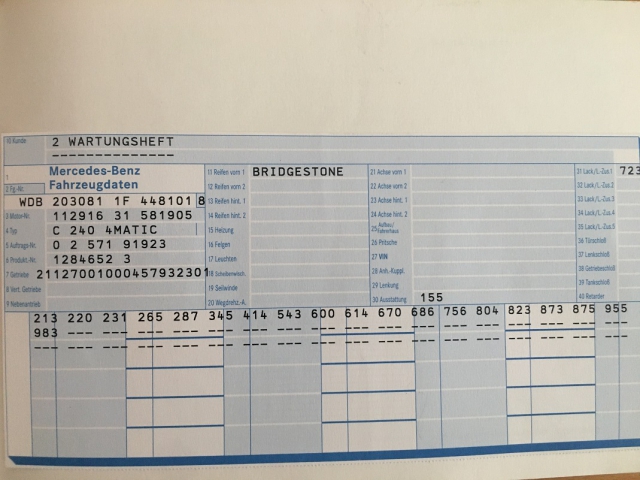 10 Kunde 2 WARTUNGSHEFT
---------------
1 Mercedes-Benz
2 Fg.-Nr. Fahrzeugdaten
WDB 203081 1F 448101 8
3 Motor-Nr. 112916 31 581905
4 Typ C 240 4MATIC
5 Auftrags-Nr. 0 2 571 91923
6 Produkt.-Nr. 1284652 3
7 Getriebe 2112700100045793230
8 Vert. Getriebe
9 Nebenantrieb
11 Reifen vorn 1 BRIDGESTONE
12 Reifen vorn 2
13 Reifen hint. 1
14 Reifen hint. 2
15 Heizung
16 Felgen
17 Leuchten
18 Scheibenwisch.
19 Seilwinde
20 Wegdrehz.-A.
21 Achse vorn 1
22 Achse vorn 2
23 Achse hint. 1
24 Achse hint. 2
25 Aufbau/
Fahrerhaus
26 Pritsche
27 VIN
28 Anh.-Kuppl.
29 Lenkung
30 Ausstattung 155
31 Lack/L.-Zus.1 723
32 Lack/L.-Zus.2
33 Lack/L.-Zus.3
34 Lack/L.-Zus.4
35 Lack/L.-Zus.5
36 Türschloß
37 Lenkschloß
38 Getriebeschloß
39 Tankschloß
40 Retarder
213 220 231 265 287 345 414 543 600 614 670 686 756 804 823 873 875 955
983 --- --- --- --- --- --- --- --- --- --- --- --- --- --- --- --- ---
--- --- --- --- --- --- --- --- --- --- --- --- --- --- --- --- --- ---